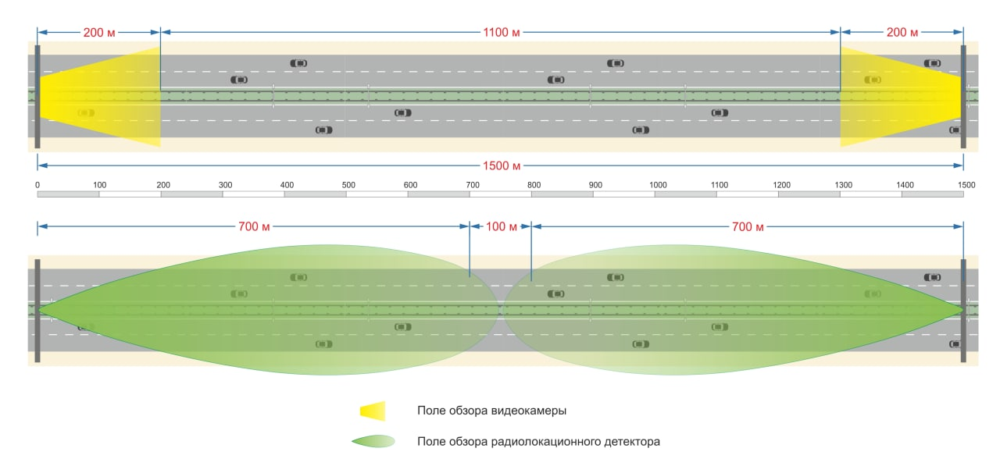 200 м 1100 м 200 м
1500 м
0 100 200 300 400 500 600 700 800 900 1000 1100 1200 1300 1400 1500
700 м 100 м 700 м
Поле обзора видеокамеры
Поле обзора радиолокационного детектора